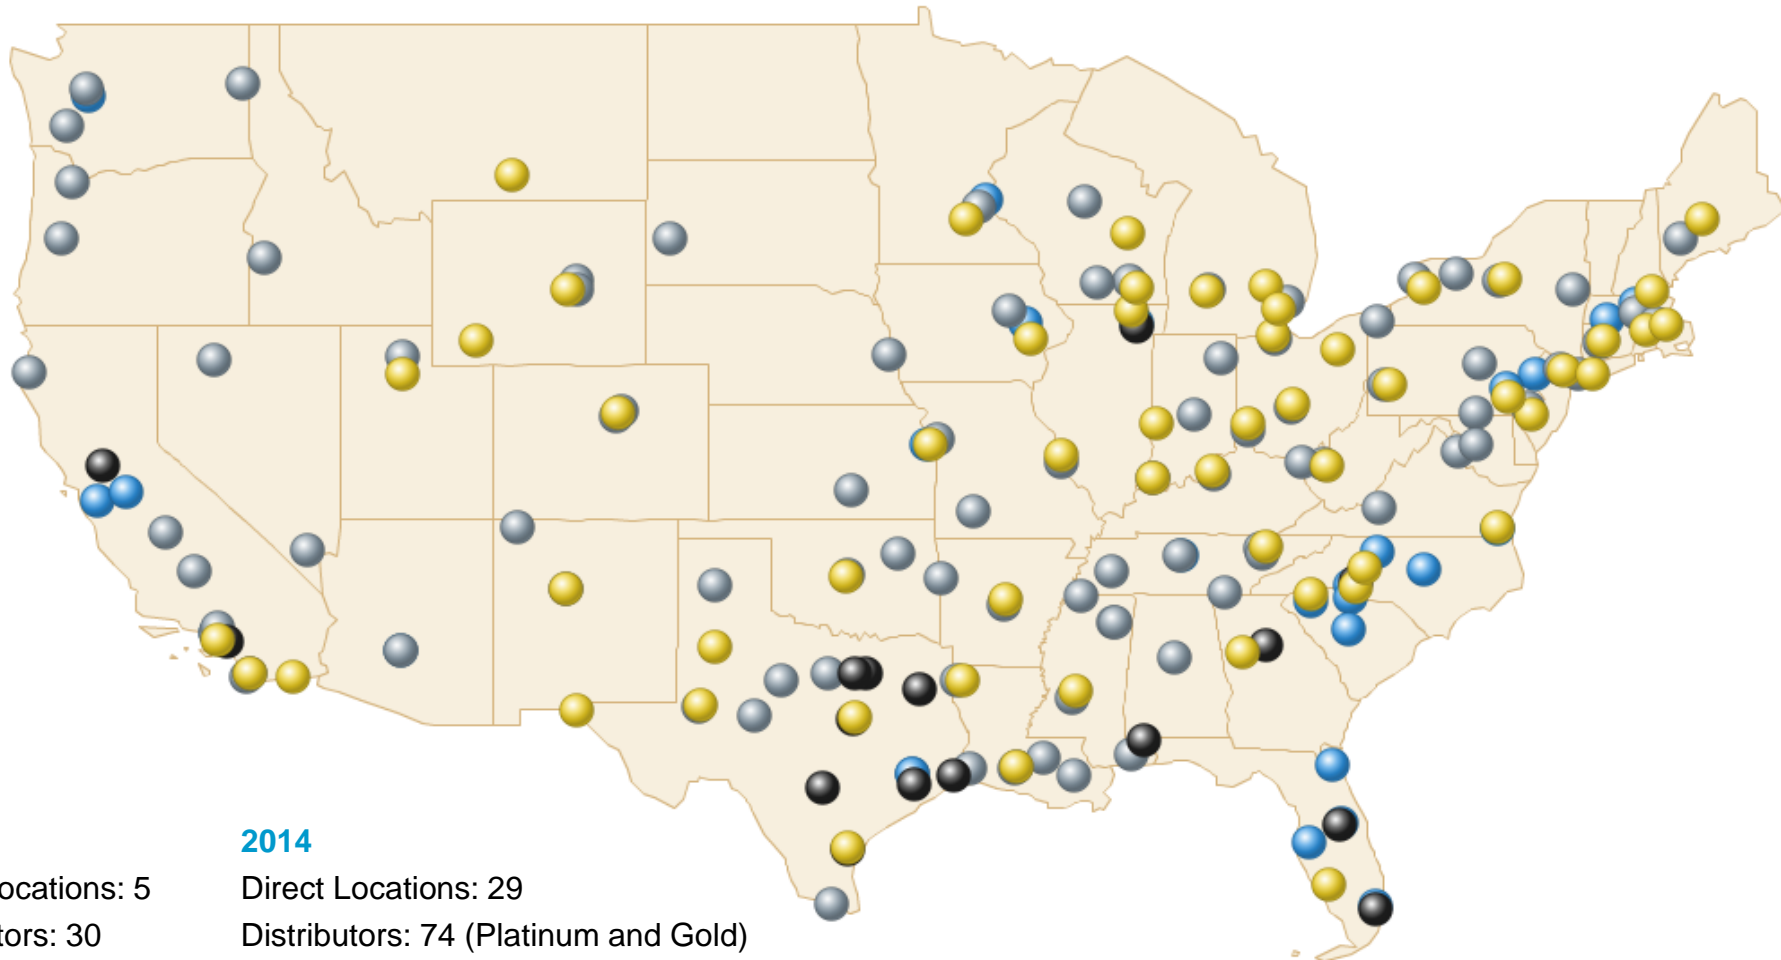 2014
ocations: 5
Direct Locations: 29
tors: 30
Distributors: 74 (Platinum and Gold)